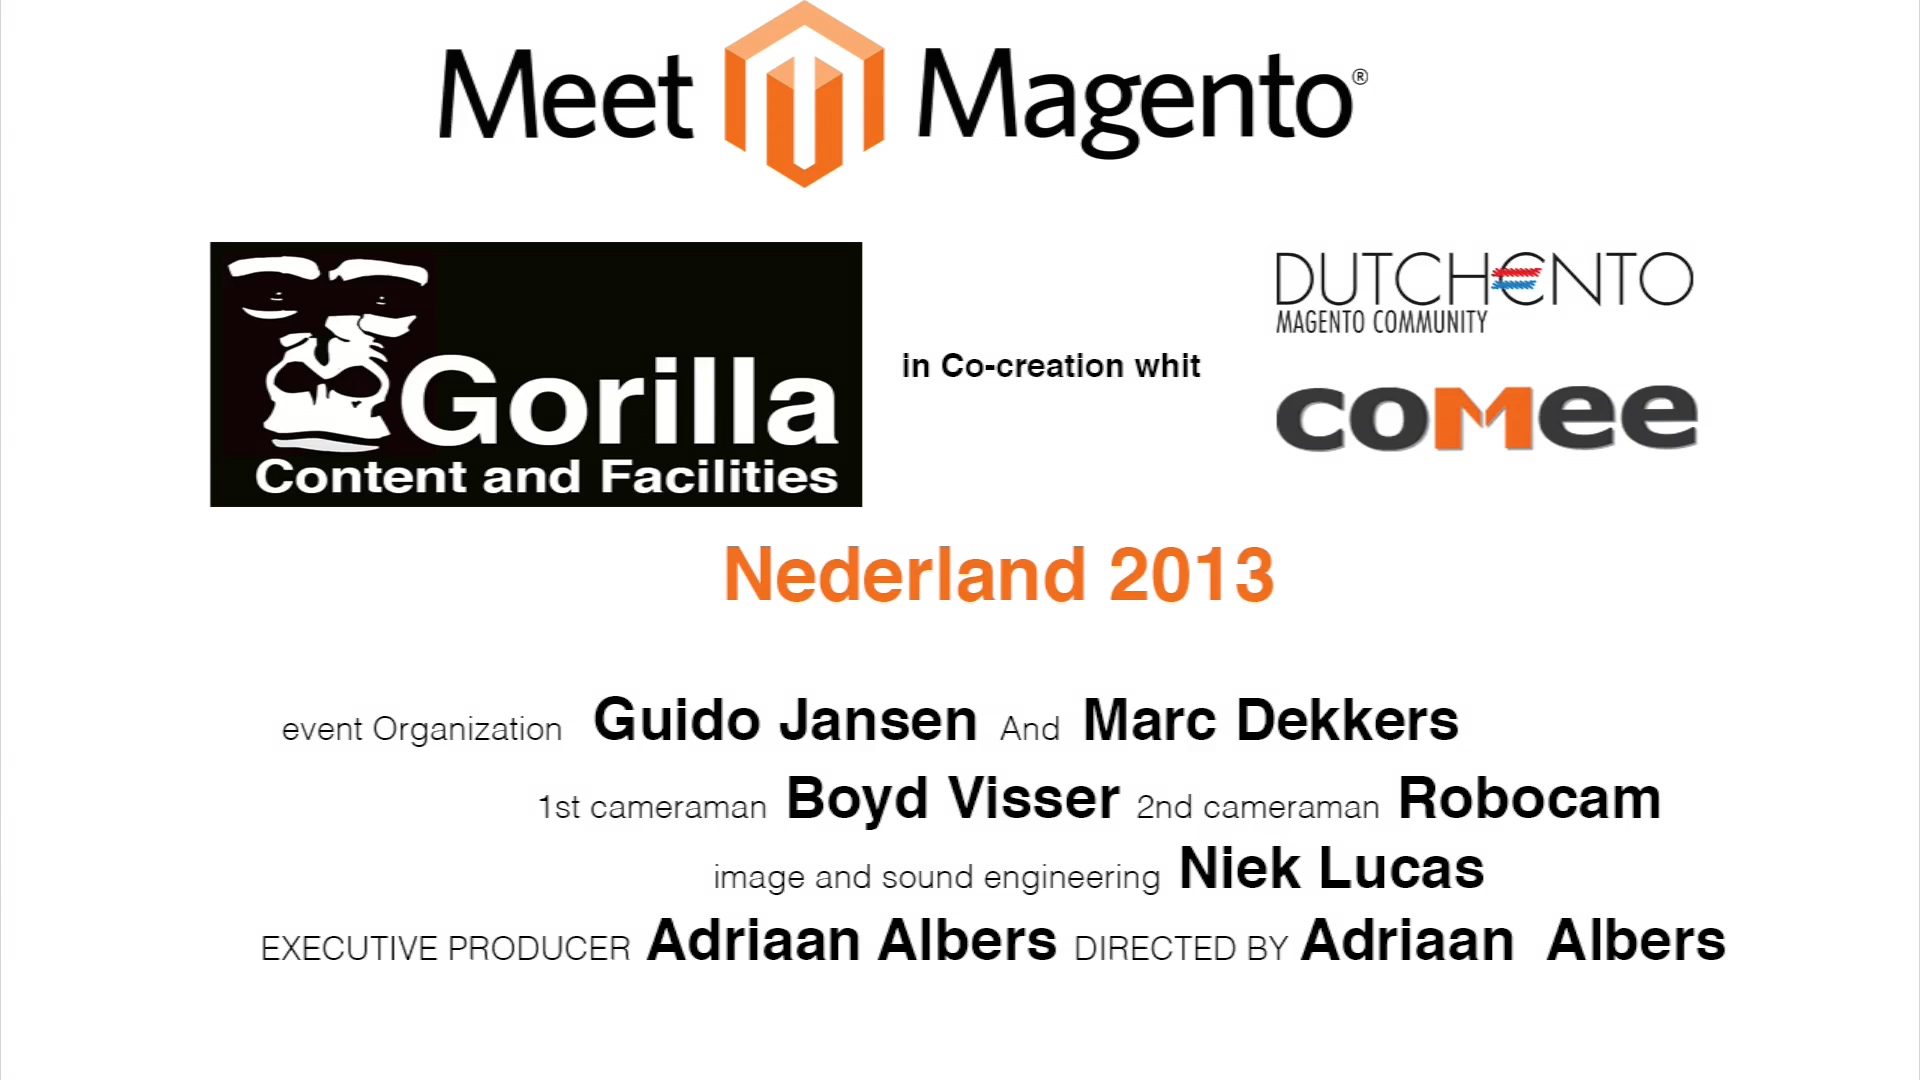 Meet Magento®
Gorilla
Content and Facilities
in Co-creation whit
DUTCHENTO
MAGENTO COMMUNITY
coMee
Nederland 2013
event Organization Guido Jansen And Marc Dekkers
1st cameraman Boyd Visser 2nd cameraman Robocam
image and sound engineering Niek Lucas
EXECUTIVE PRODUCER Adriaan Albers DIRECTED BY Adriaan Albers